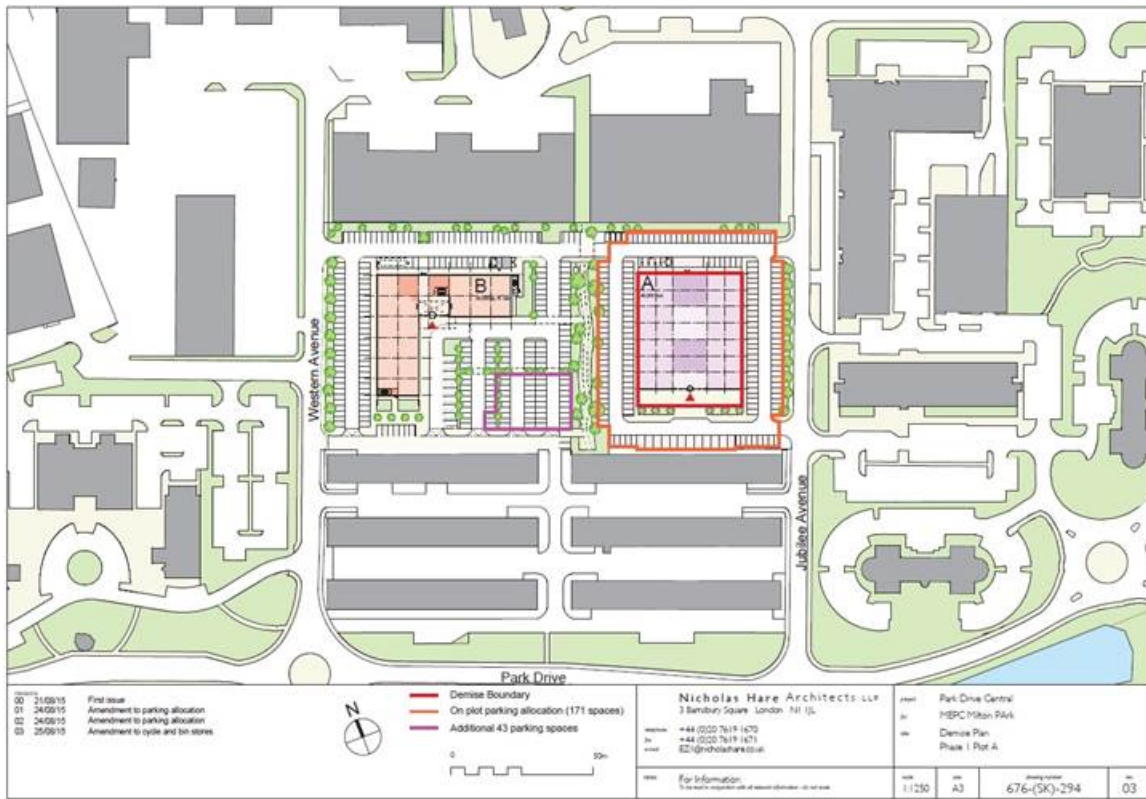 B
A
Western Avenue
Jubilee Avenue
Park Drive
00 21/08/15 First issue
01 24/08/15 Amendment to parking allocation
02 24/08/15 Amendment to parking allocation
03 25/08/15 Amendment to cycle and bin stores
N
Demise Boundary
On plot parking allocation (171 spaces)
Additional 43 parking spaces
0 50m
Nicholas Hare Architects LLP
3 Barnsbury Square London N1 1JL
+44 (0)20 7619 1670
+44 (0)20 7619 1671
For Information
Park Drive Central
MEPC Milton PArk
Demise Plan
Phase 1 Plot A
1:1250
A3
drawing number
676-(SK)-294
03